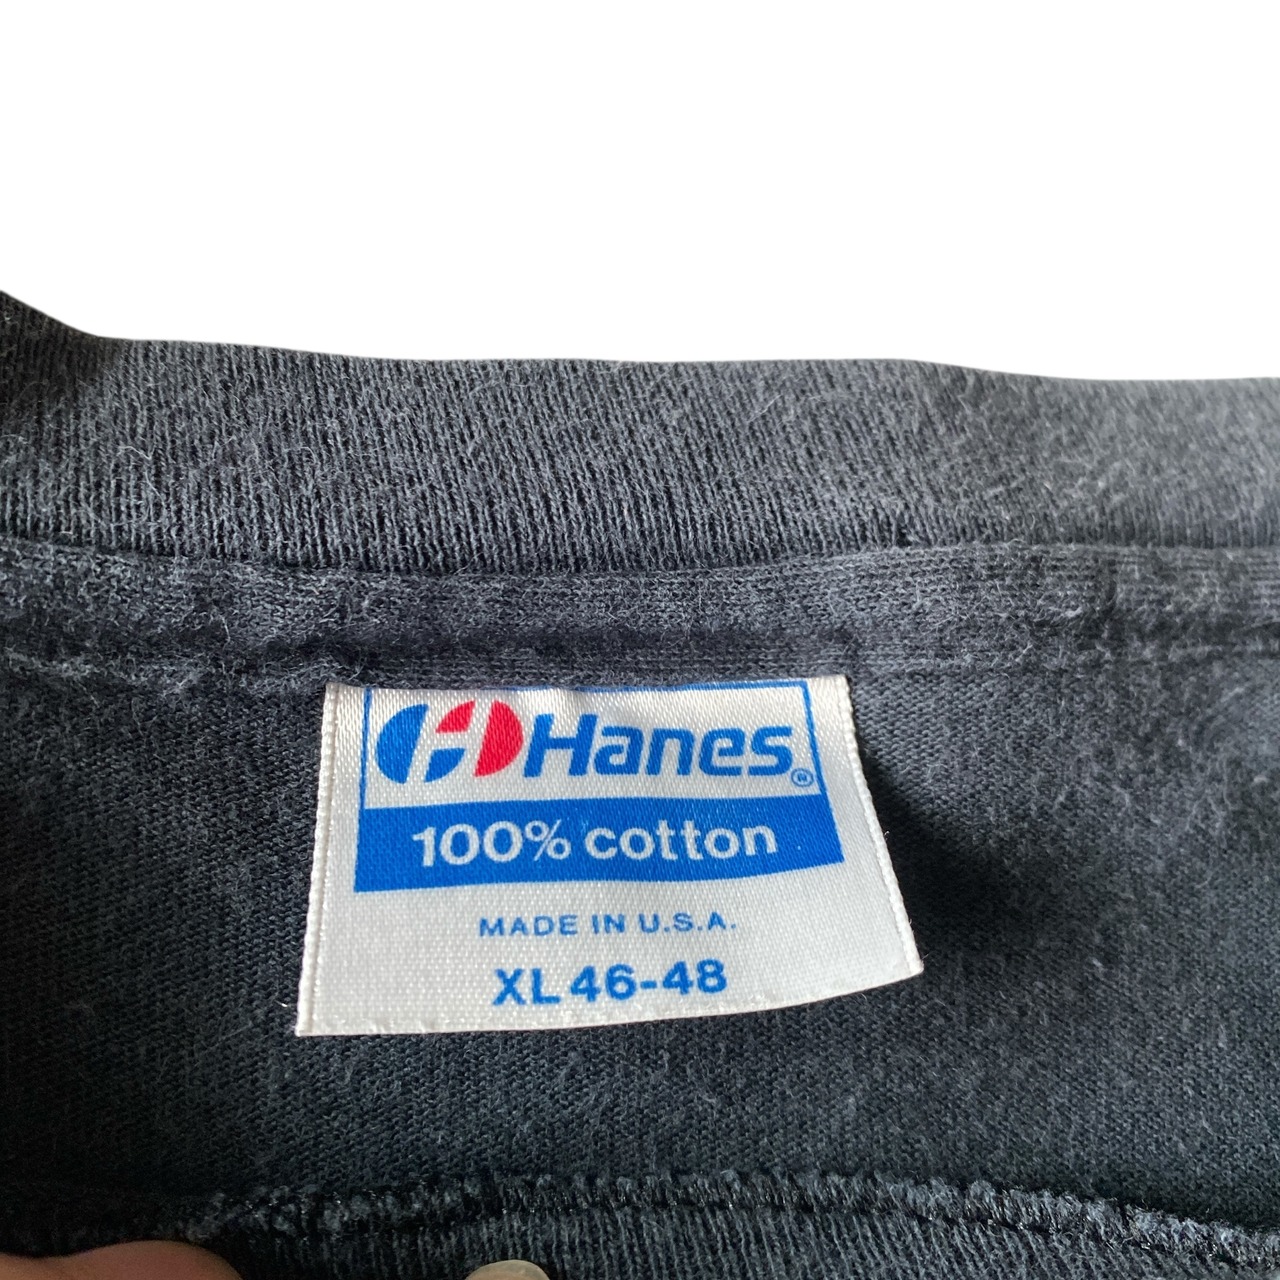 Hanes®
100% cotton
MADE IN U.S.A.
XL 46-48